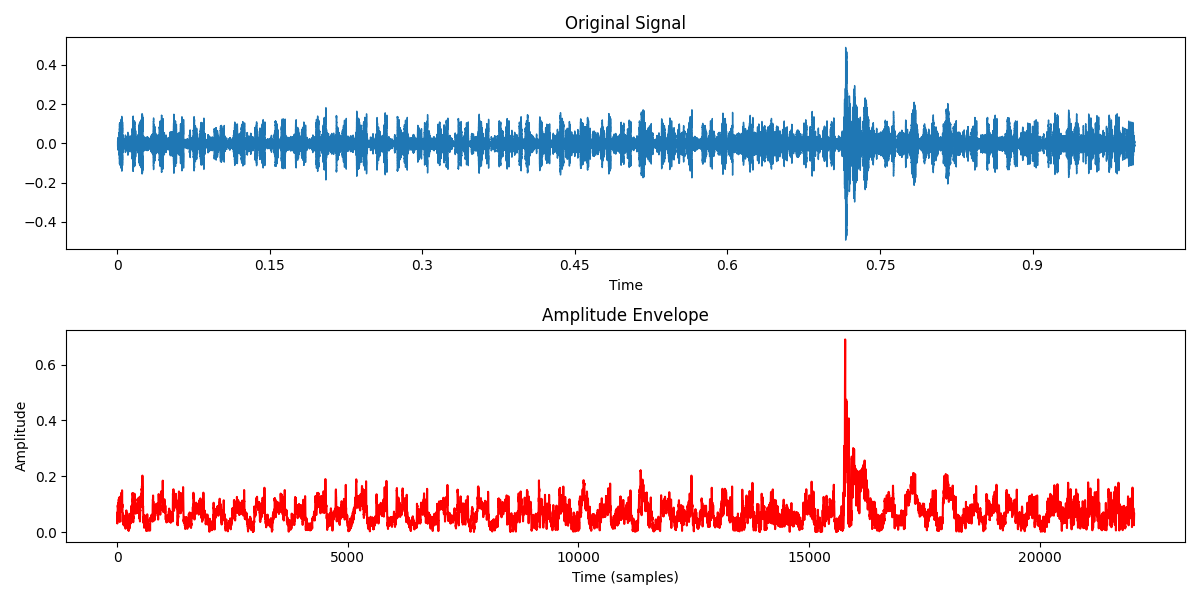 Original Signal
0.4
0.2
0.0
−0.2
−0.4
0 0.15 0.3 0.45 0.6 0.75 0.9
Time
Amplitude Envelope
Amplitude
0.6
0.4
0.2
0.0
0 5000 10000 15000 20000
Time (samples)